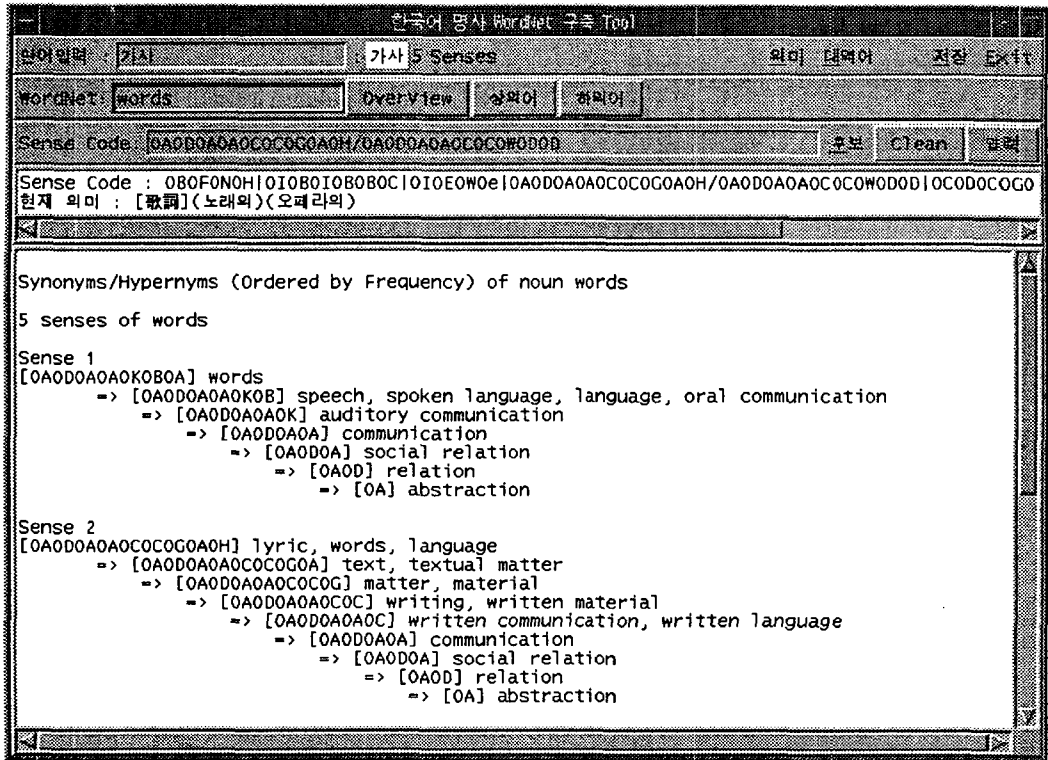 한국어 명사 WordNet 구축 Tool
단어입력 : 가사 : 가사 5 Senses 의미 대역어 저장 Exit
WordNet: words OverView 상위어 하위어
Sense Code: 0A0D0A0A0C0C0G0A0H/0A0D0A0A0C0C0W0D0D 후보 Clean 입력
Sense Code : 0B0F0N0H|0I0B0I0B0B0C|0I0E0W0e|0A0D0A0A0C0C0G0A0H/0A0D0A0A0C0C0W0D0D|0C0D0C0G0
현재 의미 : [歌詞](노래의)(오페라의)
Synonyms/Hypernyms (Ordered by Frequency) of noun words
5 senses of words
Sense 1
[0A0D0A0A0K0B0A] words
=> [0A0D0A0A0K0B] speech, spoken language, language, oral communication
=> [0A0D0A0A0K] auditory communication
=> [0A0D0A0A] communication
=> [0A0D0A] social relation
=> [0A0D] relation
=> [0A] abstraction
Sense 2
[0A0D0A0A0C0C0G0A0H] lyric, words, language
=> [0A0D0A0A0C0C0G0A] text, textual matter
=> [0A0D0A0A0C0C0G] matter, material
=> [0A0D0A0A0C0C] writing, written material
=> [0A0D0A0A0C] written communication, written language
=> [0A0D0A0A] communication
=> [0A0D0A] social relation
=> [0A0D] relation
=> [0A] abstraction